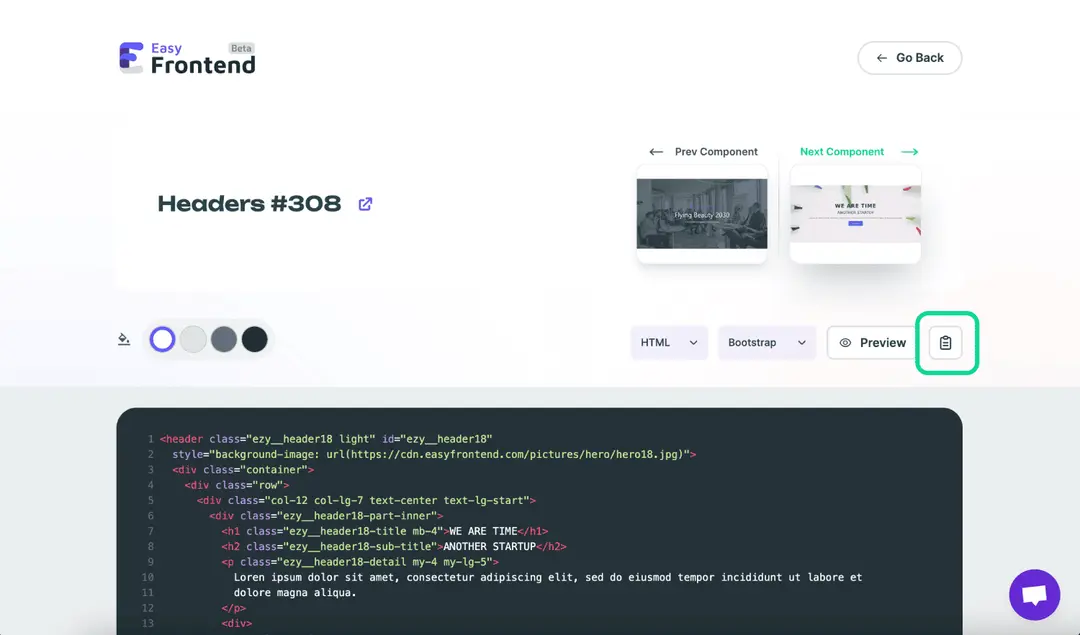 Easy
Beta
Frontend
Go Back
Prev Component
Next Component
Headers #308
Flying Beauty 2030
WE ARE TIME
ANOTHER STARTER
HTML
Bootstrap
Preview
1 <header class="ezy__header18 light" id="ezy__header18"
2 style="background-image: url(https://cdn.easyfrontend.com/pictures/hero/hero18.jpg)">
3 <div class="container">
4 <div class="row">
5 <div class="col-12 col-lg-7 text-center text-lg-start">
6 <div class="ezy__header18-part-inner">
7 <h1 class="ezy__header18-title mb-4">WE ARE TIME</h1>
8 <h2 class="ezy__header18-sub-title">ANOTHER STARTUP</h2>
9 <p class="ezy__header18-detail my-4 my-lg-5">
10 Loren ipsum dolor sit amet, consectetur adipiscing elit, sed do eiusmod tempor incididunt ut labore et
11 dolore magna aliqua.
12 </p>
13 <div>